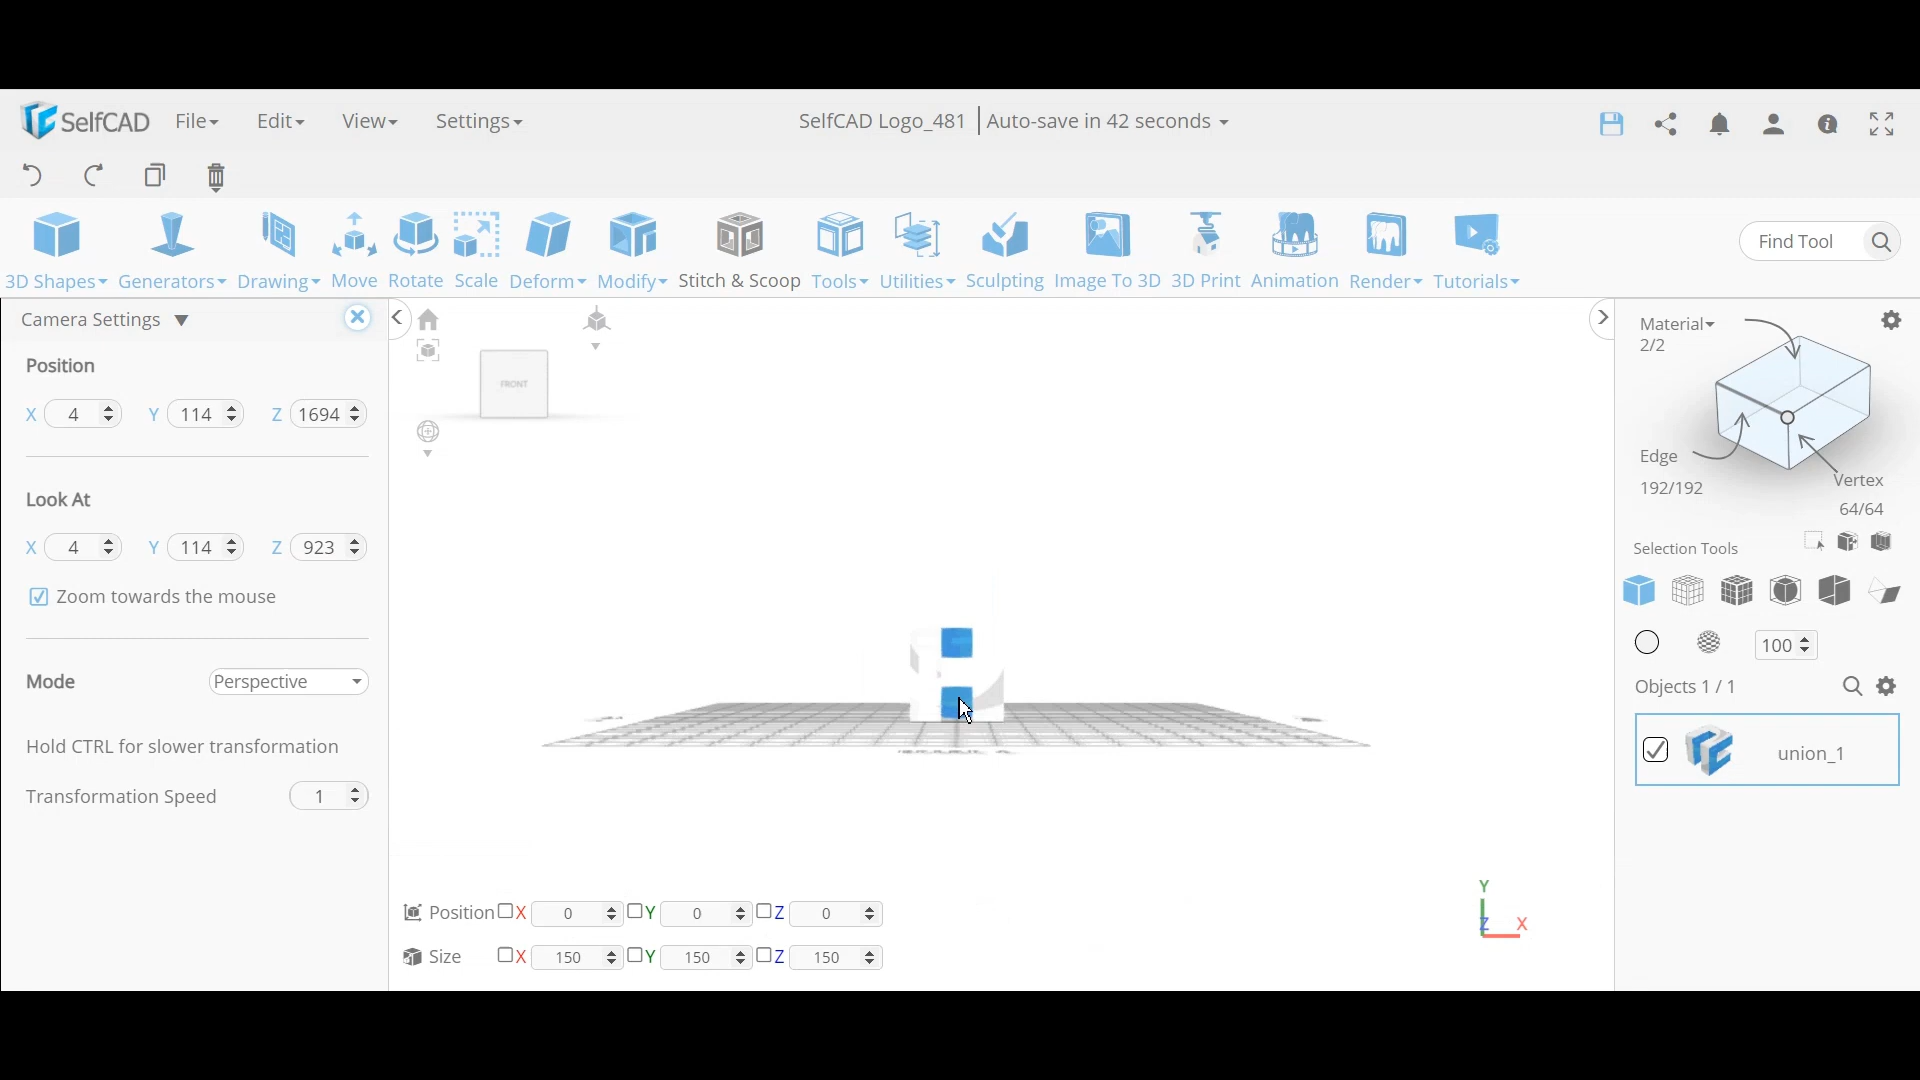 SelfCAD File Edit View Settings SelfCAD Logo_481 Auto-save in 42 seconds
3D Shapes Generators Drawing Move Rotate Scale Deform Modify Stitch & Scoop Tools Utilities Sculpting Image To 3D 3D Print Animation Render Tutorials Find Tool
Camera Settings
Position
X 4 Y 114 Z 1694
Look At
X 4 Y 114 Z 923
Zoom towards the mouse
Mode Perspective
Hold CTRL for slower transformation
Transformation Speed 1
FRONT
Position X 0 Y 0 Z 0
Size X 150 Y 150 Z 150
Y
Z X
Material
2/2
Edge
192/192
Vertex
64/64
Selection Tools
100
Objects 1 / 1
union_1